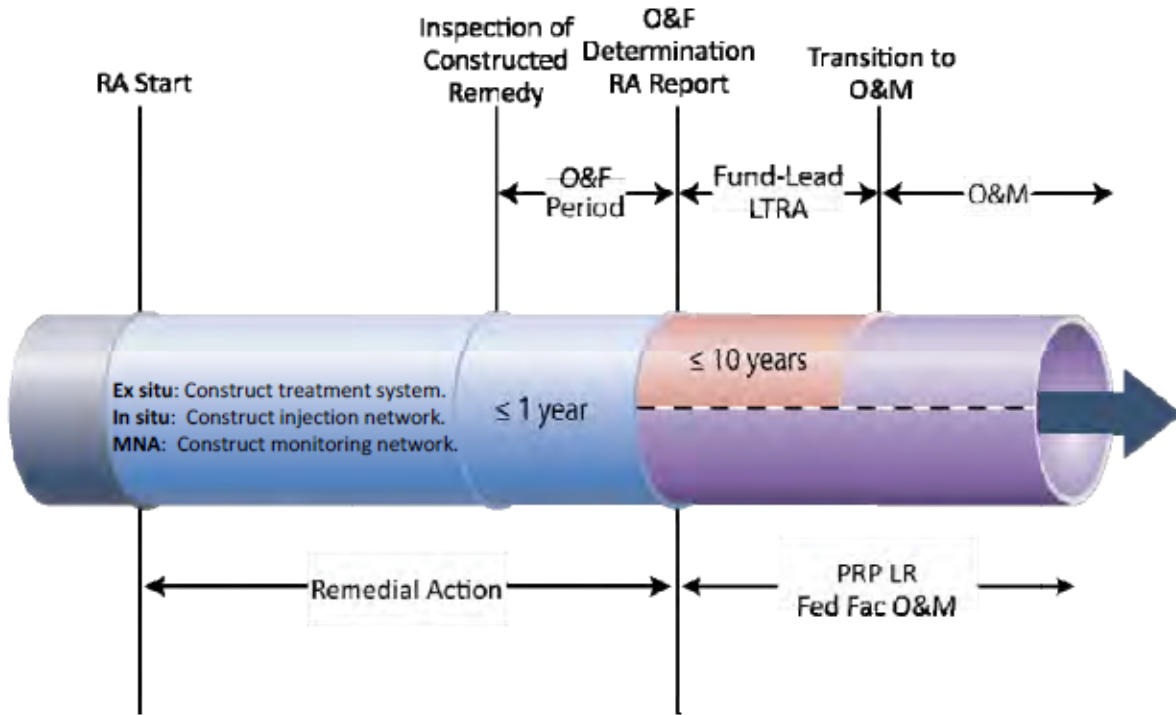 RA Start
Inspection of
Constructed
Remedy
O&F
Determination
RA Report
Transition to
O&M
O&F
Period
Fund-Lead
LTRA
O&M
Ex situ: Construct treatment system.
In situ: Construct injection network.
MNA: Construct monitoring network.
≤ 1 year
≤ 10 years
Remedial Action
PRP LR
Fed Fac O&M